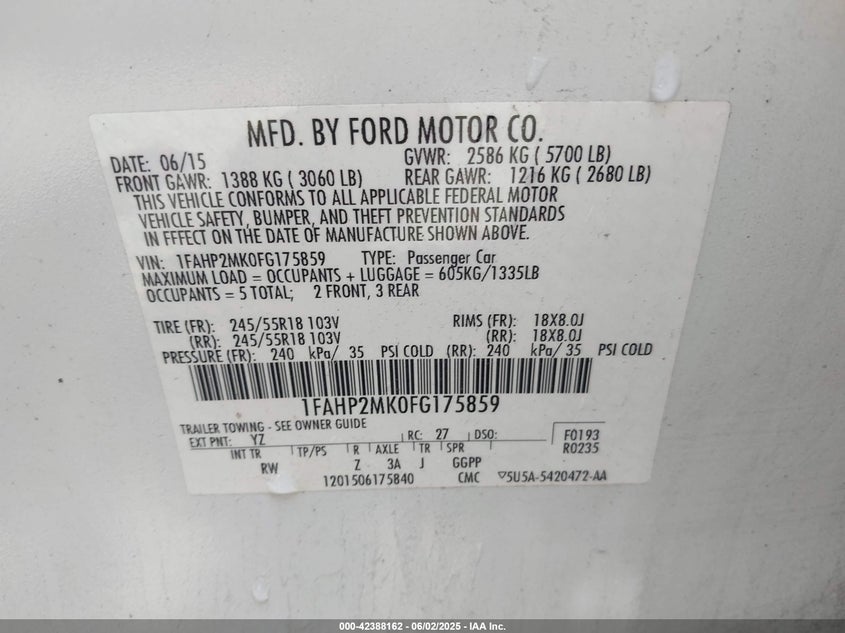 MFD. BY FORD MOTOR CO.
DATE: 06/15 GVWR: 2586 KG ( 5700 LB)
FRONT GAWR: 1388 KG ( 3060 LB) REAR GAWR: 1216 KG ( 2680 LB)
THIS VEHICLE CONFORMS TO ALL APPLICABLE FEDERAL MOTOR
VEHICLE SAFETY, BUMPER, AND THEFT PREVENTION STANDARDS
IN EFFECT ON THE DATE OF MANUFACTURE SHOWN ABOVE.
VIN: 1FAHP2MK0FG175859 TYPE: Passenger Car
MAXIMUM LOAD = OCCUPANTS + LUGGAGE = 605KG/1335LB
OCCUPANTS = 5 TOTAL; 2 FRONT, 3 REAR
TIRE (FR): 245/55R18 103V RIMS (FR): 18X8.0J
(RR): 245/55R18 103V (RR): 18X8.0J
PRESSURE (FR): 240 kPa/ 35 PSI COLD (RR): 240 kPa/ 35 PSI COLD
1FAHP2MK0FG175859
TRAILER TOWING - SEE OWNER GUIDE
EXT PNT: YZ RC: 27 DSO: F0193
INT TR TP/PS R AXLE TR SPR R0235
RW Z 3A J GGPP
1201506175840 CMC ▽5U5A-5420472-AA
000-42388162 - 06/02/2025 - IAA Inc.